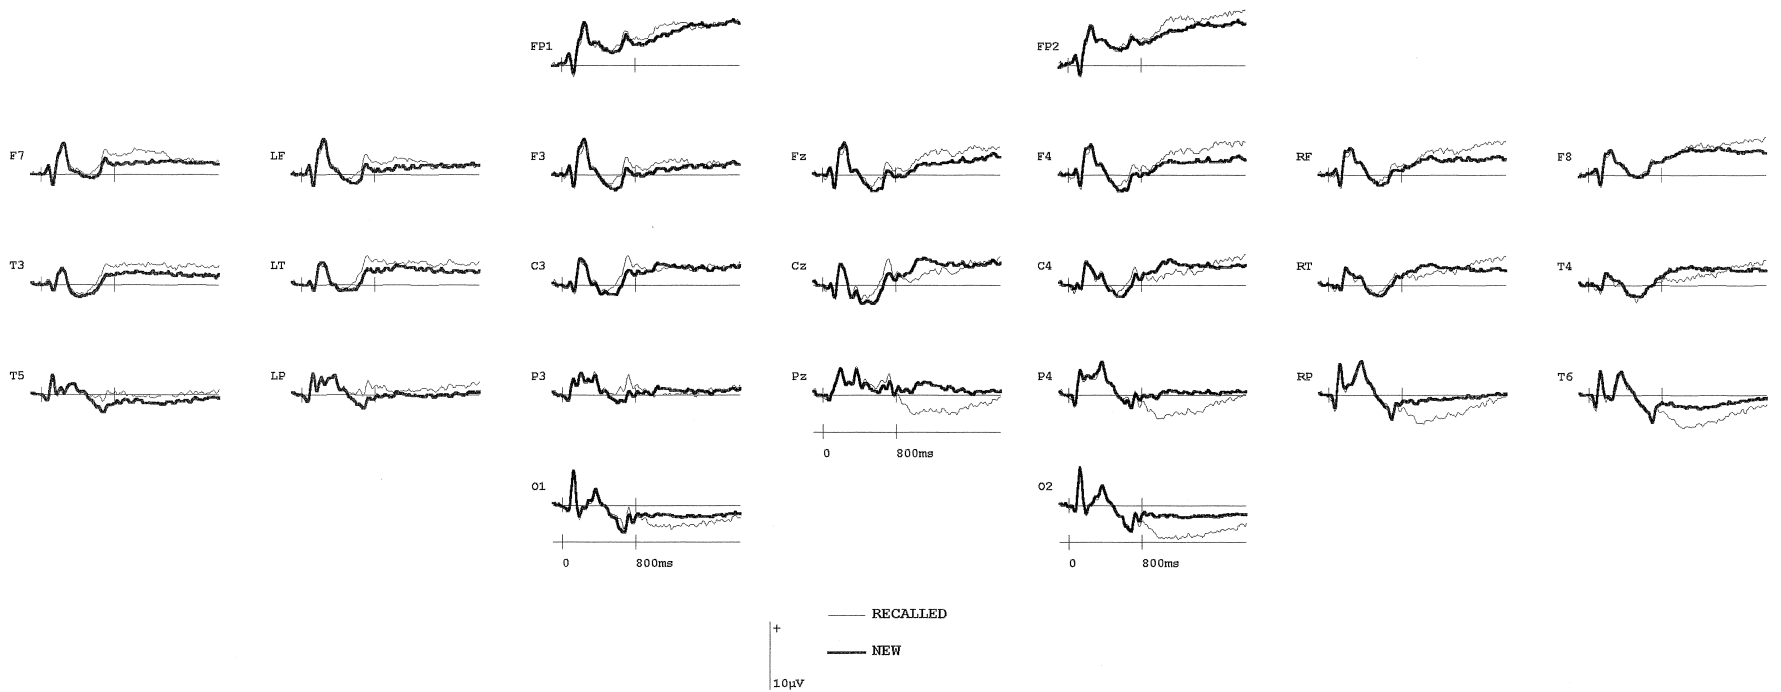 FP1 FP2
F7 LF F3 Fz F4 RF F8
T3 LT C3 Cz C4 RT T4
T5 LP P3 Pz P4 RP T6
0 800ms
O1 O2
0 800ms 0 800ms
RECALLED
+
NEW
10µV